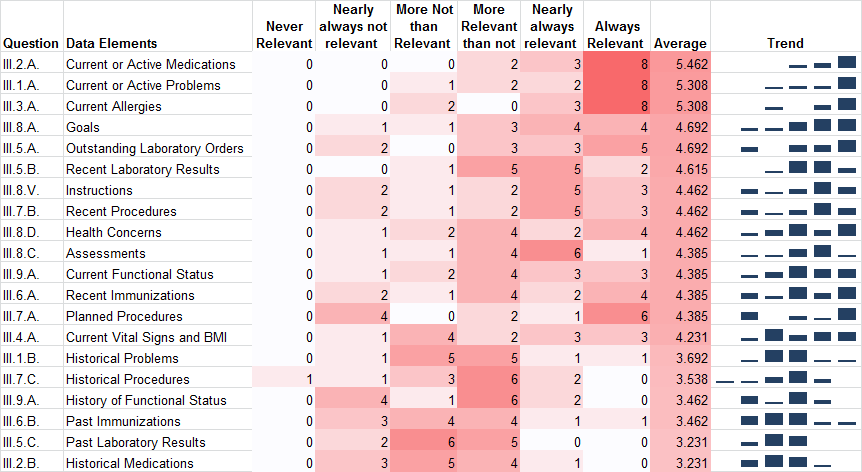 Question Data Elements Never Relevant Nearly always not relevant More Not than Relevant More Relevant than not Nearly always relevant Always Relevant Average Trend
III.2.A. Current or Active Medications 0 0 0 2 3 8 5.462
III.1.A. Current or Active Problems 0 0 1 2 2 8 5.308
III.3.A. Current Allergies 0 0 2 0 3 8 5.308
III.8.A. Goals 0 1 1 3 4 4 4.692
III.5.A. Outstanding Laboratory Orders 0 2 0 3 3 5 4.692
III.5.B. Recent Laboratory Results 0 0 1 5 5 2 4.615
III.8.V. Instructions 0 2 1 2 5 3 4.462
III.7.B. Recent Procedures 0 2 1 2 5 3 4.462
III.8.D. Health Concerns 0 1 2 4 2 4 4.462
III.8.C. Assessments 0 1 1 4 6 1 4.385
III.9.A. Current Functional Status 0 1 2 4 3 3 4.385
III.6.A. Recent Immunizations 0 2 1 4 2 4 4.385
III.7.A. Planned Procedures 0 4 0 2 1 6 4.385
III.4.A. Current Vital Signs and BMI 0 1 4 2 3 3 4.231
III.1.B. Historical Problems 0 1 5 5 1 1 3.692
III.7.C. Historical Procedures 1 1 3 6 2 0 3.538
III.9.A. History of Functional Status 0 4 1 6 2 0 3.462
III.6.B. Past Immunizations 0 3 4 4 1 1 3.462
III.5.C. Past Laboratory Results 0 2 6 5 0 0 3.231
III.2.B. Historical Medications 0 3 5 4 1 0 3.231